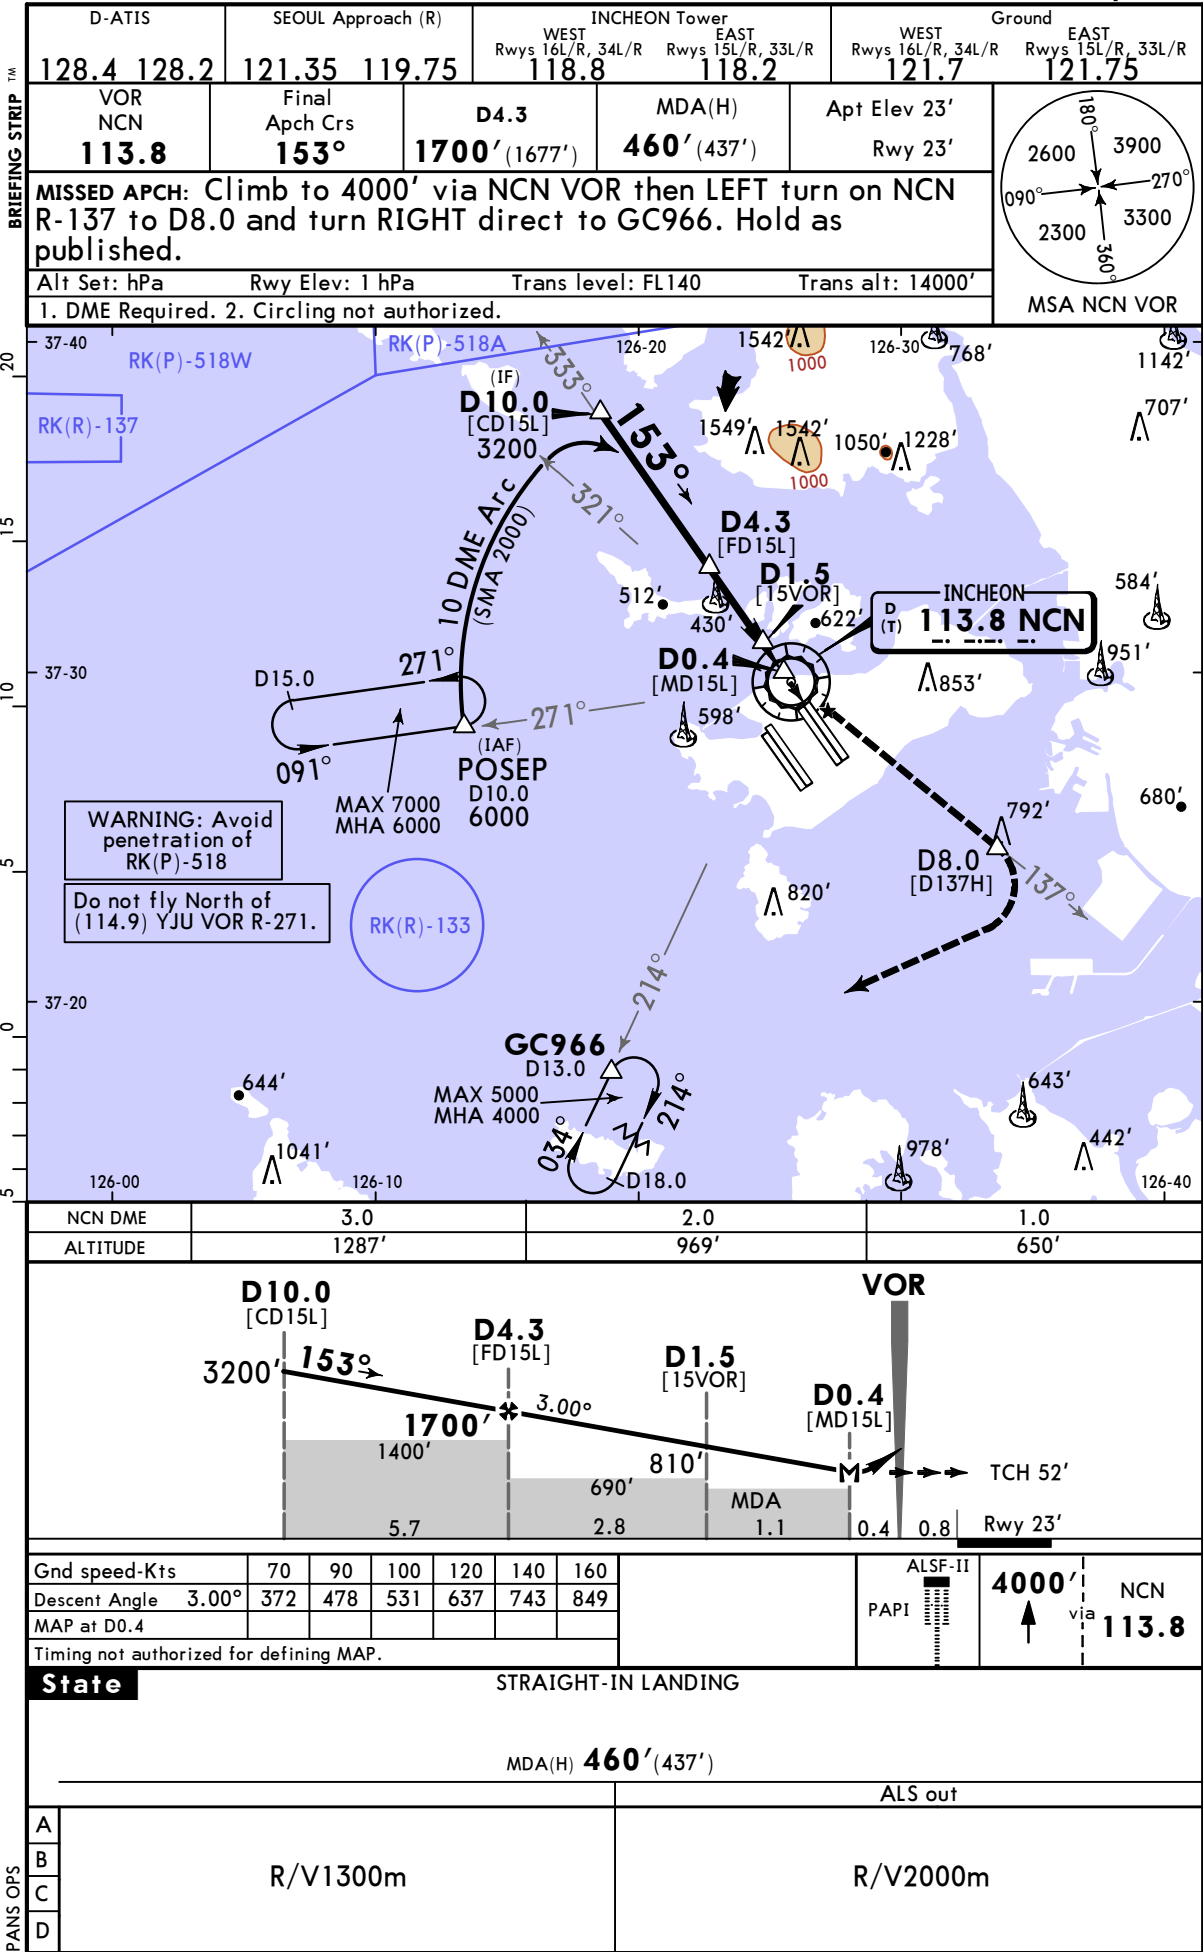 D-ATIS
128.4 128.2
SEOUL Approach (R)
121.35 119.75
INCHEON Tower
WEST EAST
Rwys 16L/R, 34L/R Rwys 15L/R, 33L/R
118.8 118.2
Ground
WEST EAST
Rwys 16L/R, 34L/R Rwys 15L/R, 33L/R
121.7 121.75
BRIEFING STRIP TM
VOR
NCN
113.8
Final
Apch Crs
153°
D4.3
1700′ (1677′)
MDA(H)
460′ (437′)
Apt Elev 23′
Rwy 23′
180°
2600 3900
090° 270°
2300 3300
360°
MSA NCN VOR
MISSED APCH: Climb to 4000′ via NCN VOR then LEFT turn on NCN
R-137 to D8.0 and turn RIGHT direct to GC966. Hold as
published.
Alt Set: hPa Rwy Elev: 1 hPa Trans level: FL140 Trans alt: 14000′
1. DME Required. 2. Circling not authorized.
37-40
RK(P)-518W
RK(P)-518A
126-20
126-30
1542′
1000
768′
1142′
20
RK(R)-137
333°
(IF)
D10.0
[CD15L]
3200
153°
1549′
1542′
1000
1050′
1228′
707′
321°
15
10 DME Arc
(SMA 2000)
D4.3
[FD15L]
D1.5
[15VOR]
512′
430′
622′
INCHEON
D
(T)
113.8 NCN
584′
951′
37-30
D15.0
271°
D0.4
[MD15L]
853′
10
271°
598′
091°
(IAF)
POSEP
D10.0
6000
MAX 7000
MHA 6000
WARNING: Avoid
penetration of
RK(P)-518
Do not fly North of
(114.9) YJU VOR R-271.
792′
680′
5
D8.0
[D137H]
137°
820′
RK(R)-133
214°
37-20
0
GC966
D13.0
MAX 5000
MHA 4000
034°
214°
D18.0
644′
1041′
643′
442′
978′
126-00
126-10
126-40
5
NCN DME 3.0 2.0 1.0
ALTITUDE 1287′ 969′ 650′
D10.0
[CD15L]
3200′
153°
D4.3
[FD15L]
1700′
1400′
3.00°
D1.5
[15VOR]
810′
690′
D0.4
[MD15L]
MDA
VOR
TCH 52′
5.7 2.8 1.1 0.4 0.8
Rwy 23′
Gnd speed-Kts 70 90 100 120 140 160
Descent Angle 3.00° 372 478 531 637 743 849
MAP at D0.4
Timing not authorized for defining MAP.
ALSF-II
PAPI
4000′
via
NCN
113.8
State
STRAIGHT-IN LANDING
MDA(H) 460′ (437′)
ALS out
A
B
C
D
R/V1300m
R/V2000m
PANS OPS